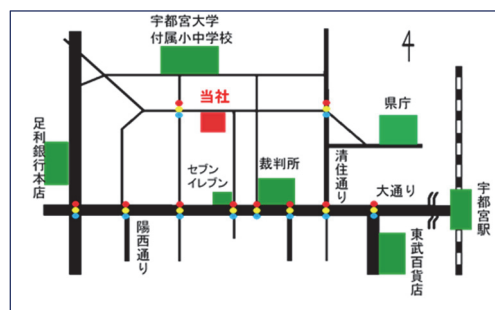 宇都宮大学
付属小中学校
当社
県庁
足利銀行本店
セブン
イレブン
裁判所
清住通り
大通り
宇都宮駅
陽西通り
東武百貨店